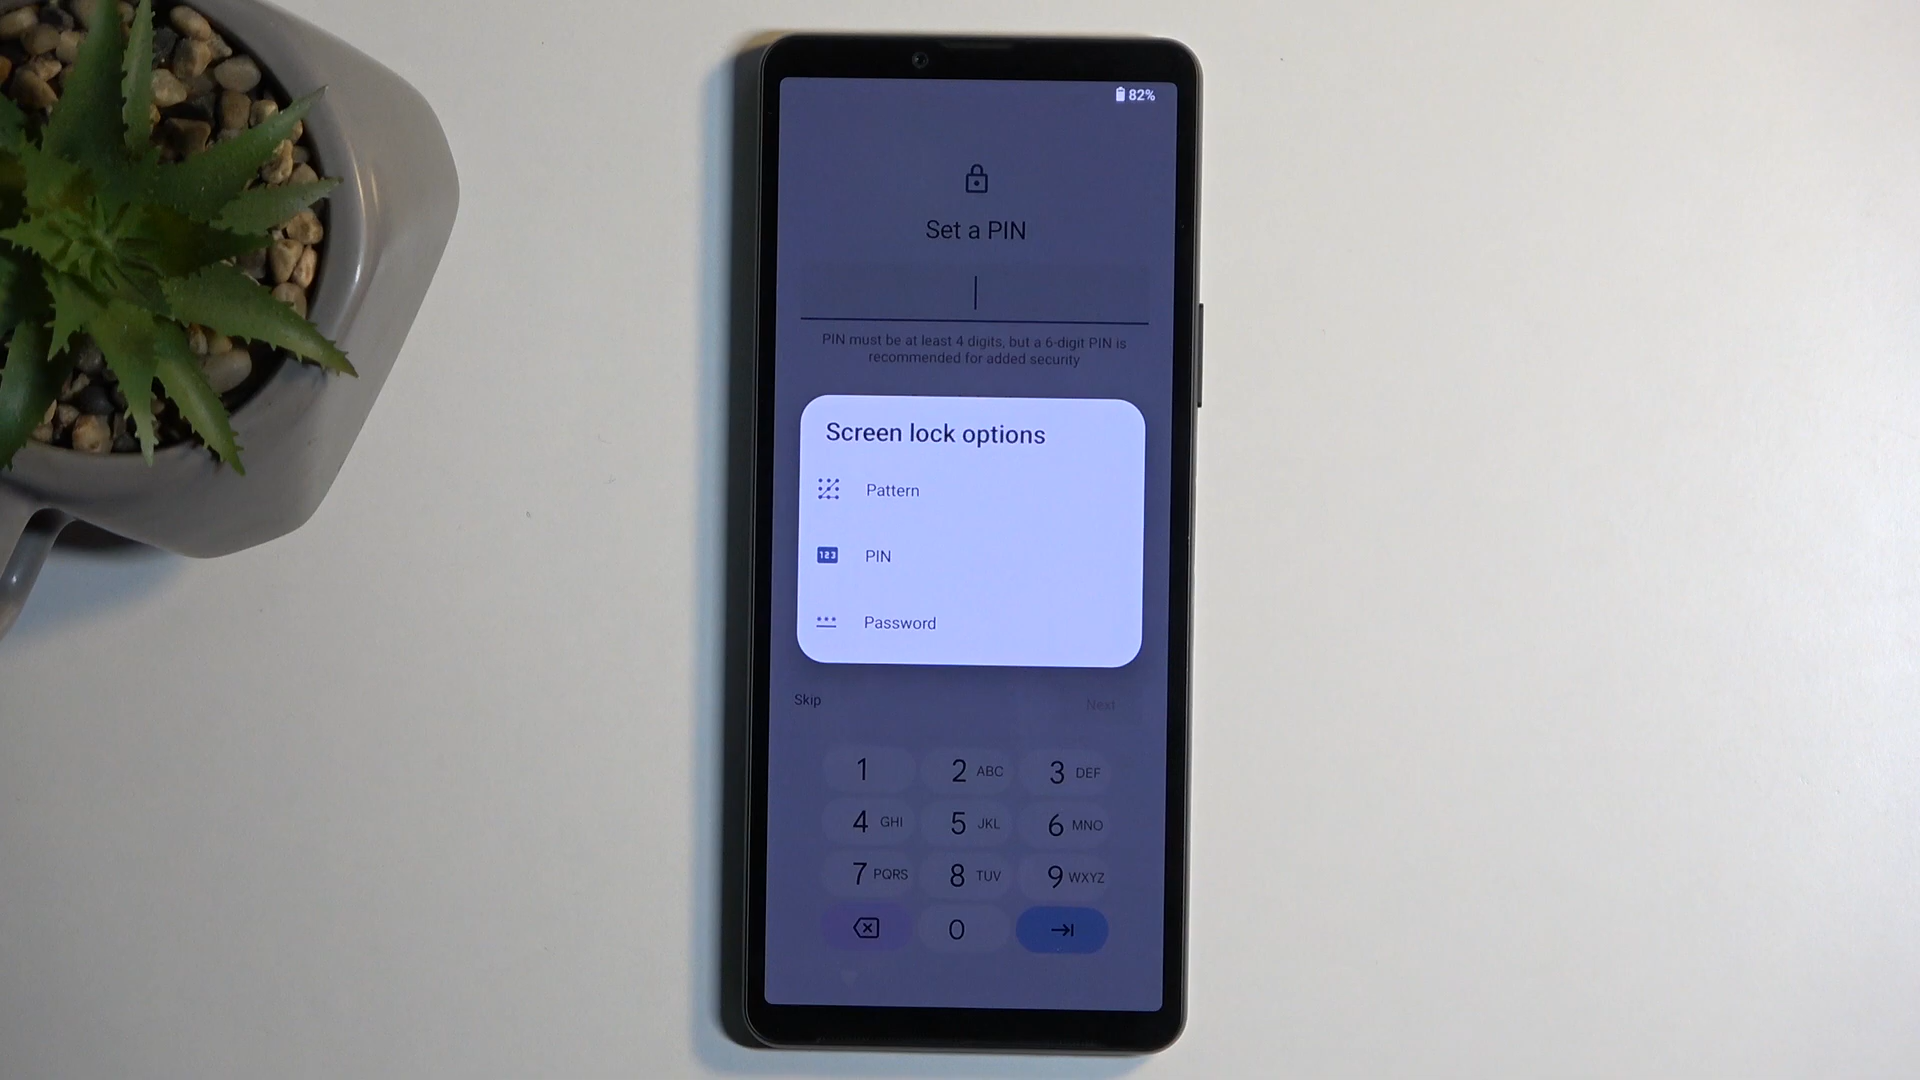 82%
Set a PIN
PIN must be at least 4 digits, but a 6-digit PIN is
recommended for added security
Screen lock options
Pattern
123 PIN
Password
Skip Next
1 2 ABC 3 DEF
4 GHI 5 JKL 6 MNO
7 PQRS 8 TUV 9 WXYZ
0